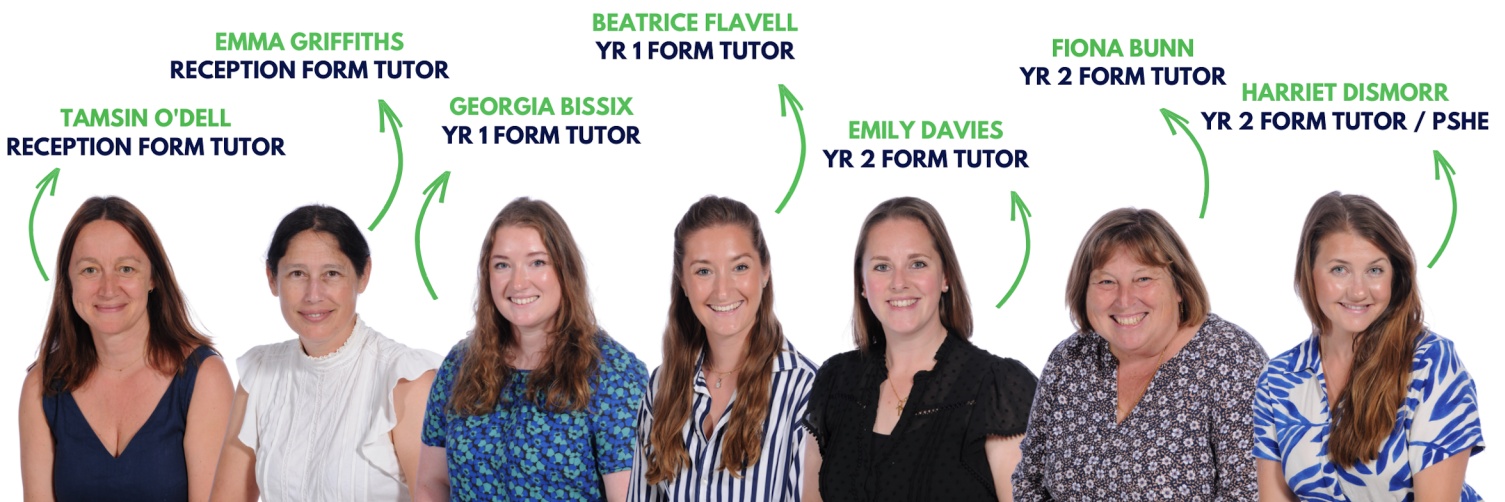 TAMSIN O'DELL
RECEPTION FORM TUTOR
EMMA GRIFFITHS
RECEPTION FORM TUTOR
GEORGIA BISSIX
YR 1 FORM TUTOR
BEATRICE FLAVELL
YR 1 FORM TUTOR
EMILY DAVIES
YR 2 FORM TUTOR
FIONA BUNN
YR 2 FORM TUTOR
HARRIET DISMORR
YR 2 FORM TUTOR / PSHE